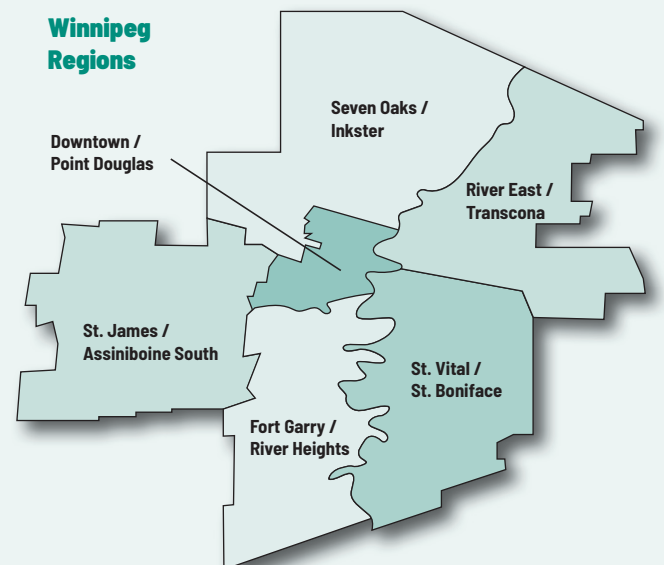 Winnipeg
Regions
Seven Oaks /
Inkster
Downtown /
Point Douglas
River East /
Transcona
St. James /
Assiniboine South
St. Vital /
St. Boniface
Fort Garry /
River Heights